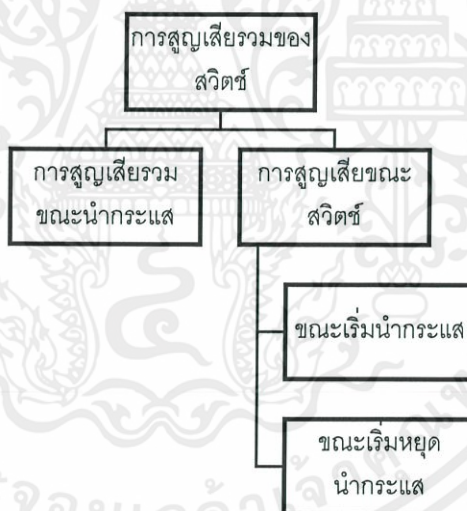 การสูญเสียรวมของ
สวิตช์
การสูญเสียรวม
ขณะนำกระแส
การสูญเสียขณะ
สวิตช์
ขณะเริ่มนำกระแส
ขณะเริ่มหยุด
นำกระแส